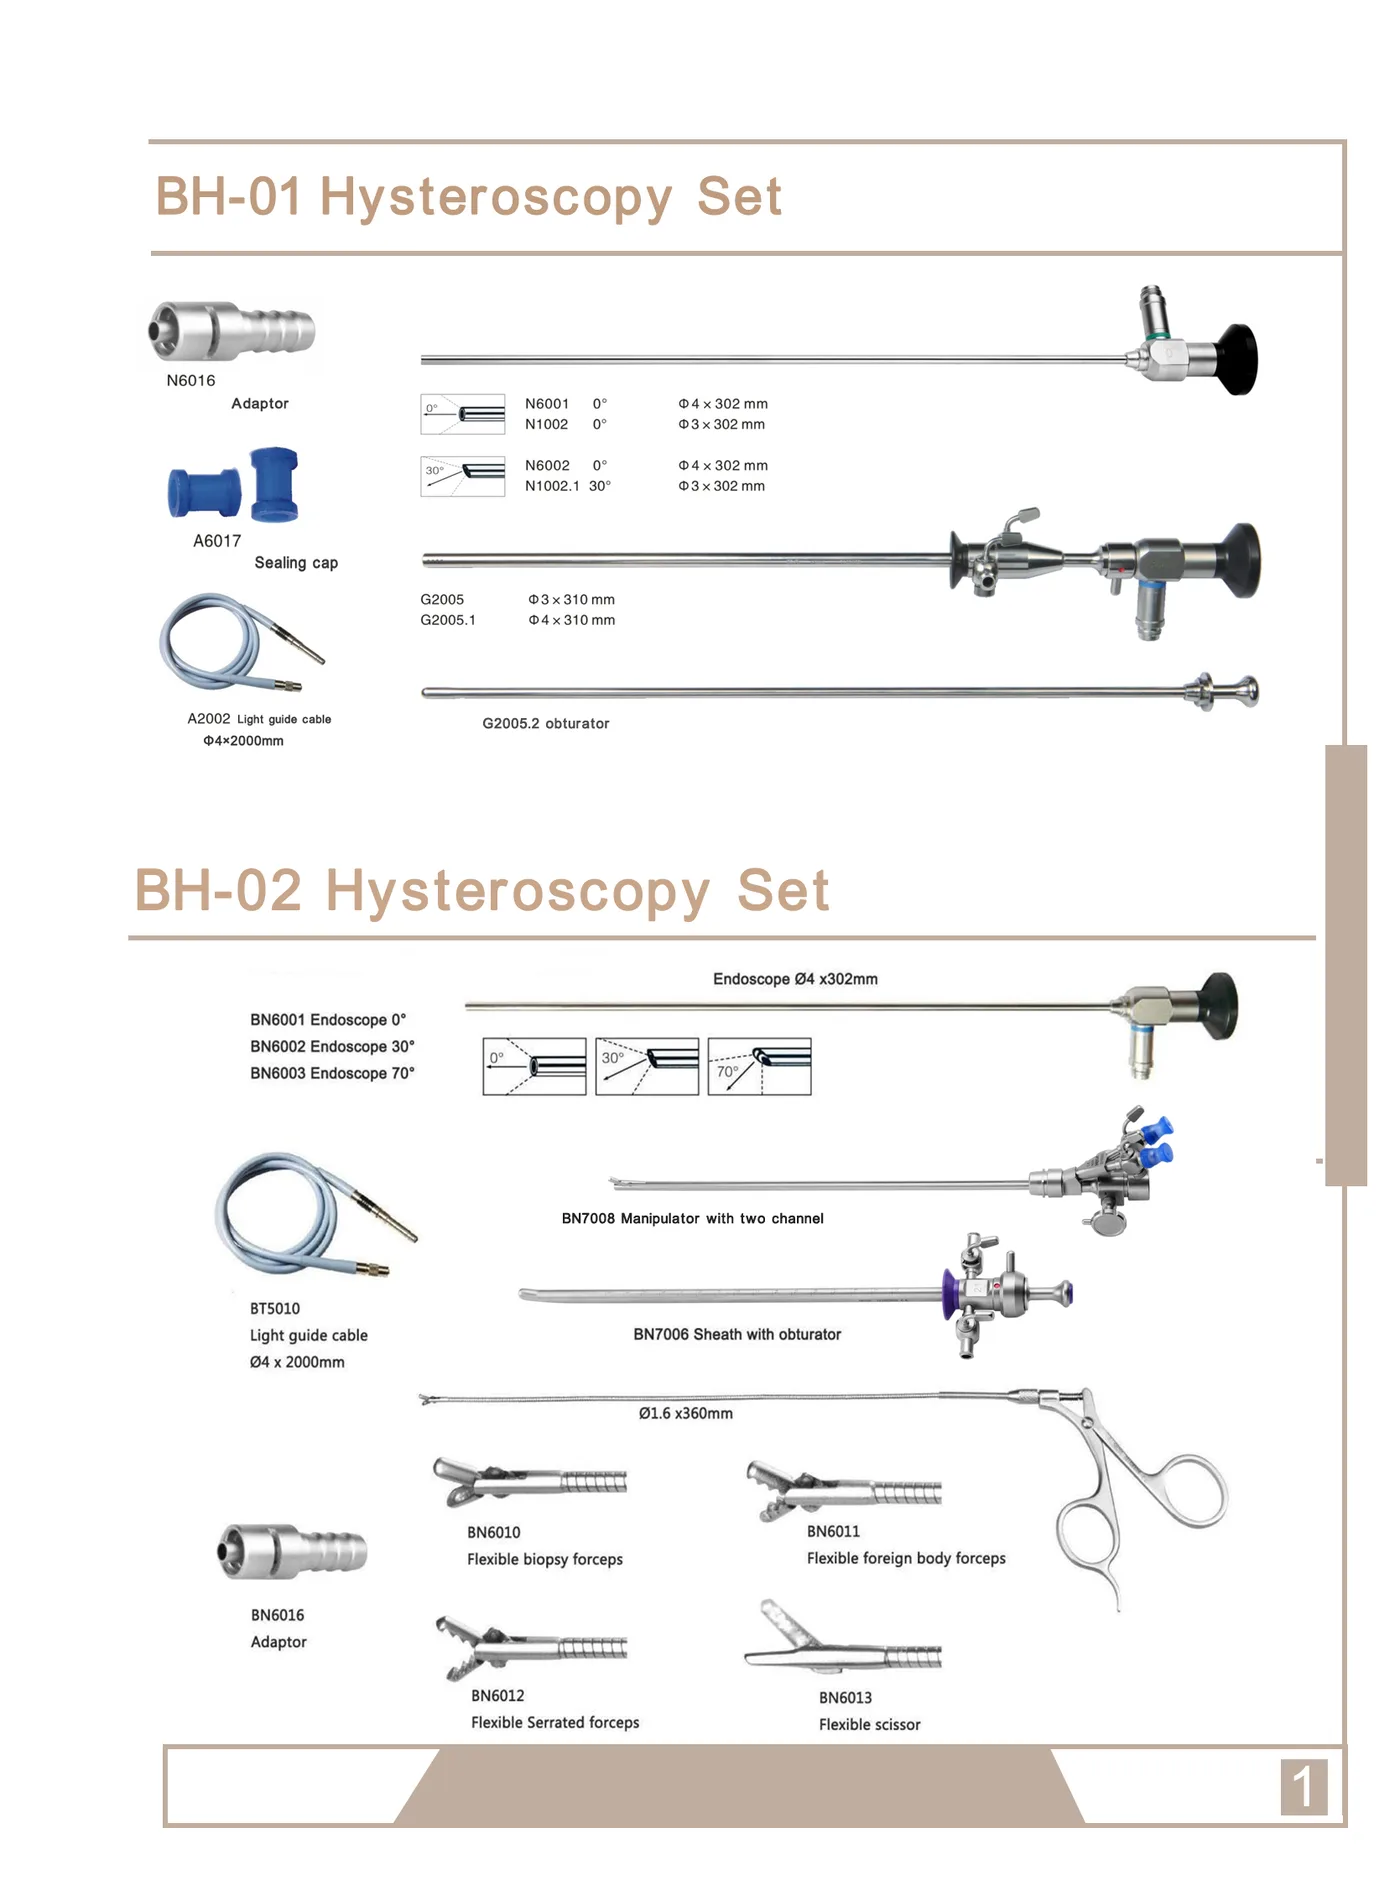 BH-01 Hysteroscopy Set
N6016
Adaptor
0°
N6001 0° Φ4×302 mm
N1002 0° Φ3×302 mm
30°
N6002 0° Φ4×302 mm
N1002.1 30° Φ3×302 mm
A6017
Sealing cap
G2005 Φ3×310 mm
G2005.1 Φ4×310 mm
A2002 Light guide cable
Φ4×2000mm
G2005.2 obturator
BH-02 Hysteroscopy Set
Endoscope Ø4 x302mm
BN6001 Endoscope 0°
BN6002 Endoscope 30°
BN6003 Endoscope 70°
0°
30°
70°
BN7008 Manipulator with two channel
BT5010
Light guide cable
Ø4 x 2000mm
BN7006 Sheath with obturator
Ø1.6 x360mm
BN6010
Flexible biopsy forceps
BN6011
Flexible foreign body forceps
BN6016
Adaptor
BN6012
Flexible Serrated forceps
BN6013
Flexible scissor
1